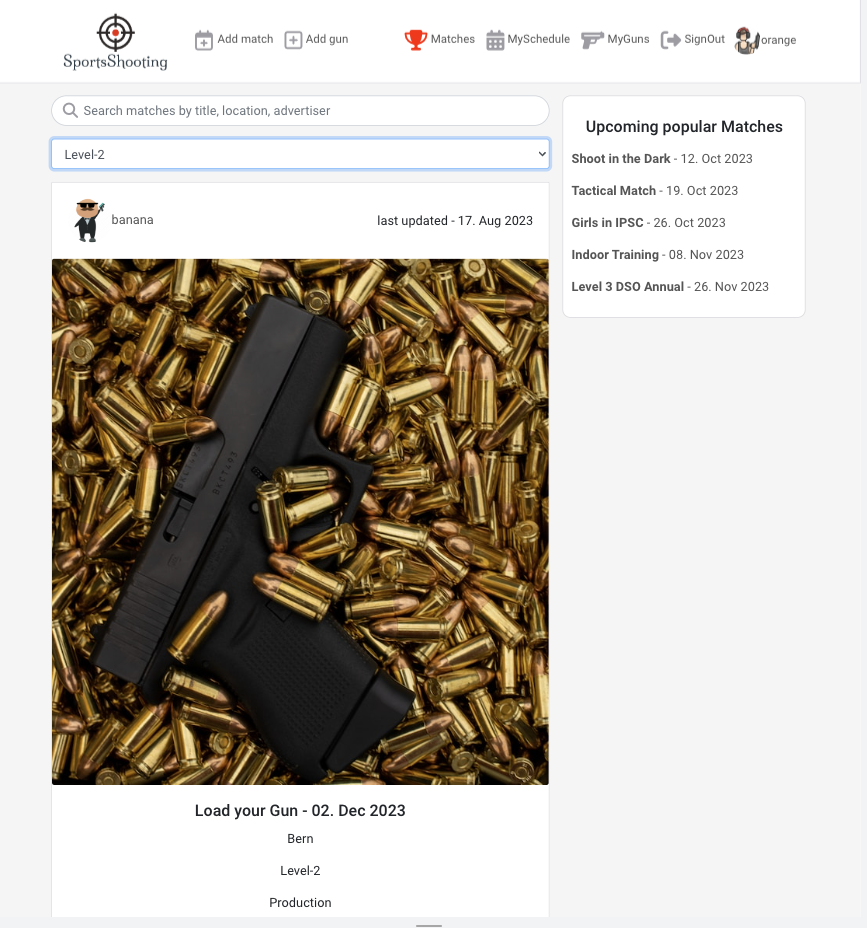 SportsShooting
Add match
Add gun
Matches
MySchedule
MyGuns
SignOut
orange
Search matches by title, location, advertiser
Level-2
banana
last updated - 17. Aug 2023
Load your Gun - 02. Dec 2023
Bern
Level-2
Production
Upcoming popular Matches
Shoot in the Dark - 12. Oct 2023
Tactical Match - 19. Oct 2023
Girls in IPSC - 26. Oct 2023
Indoor Training - 08. Nov 2023
Level 3 DSO Annual - 26. Nov 2023